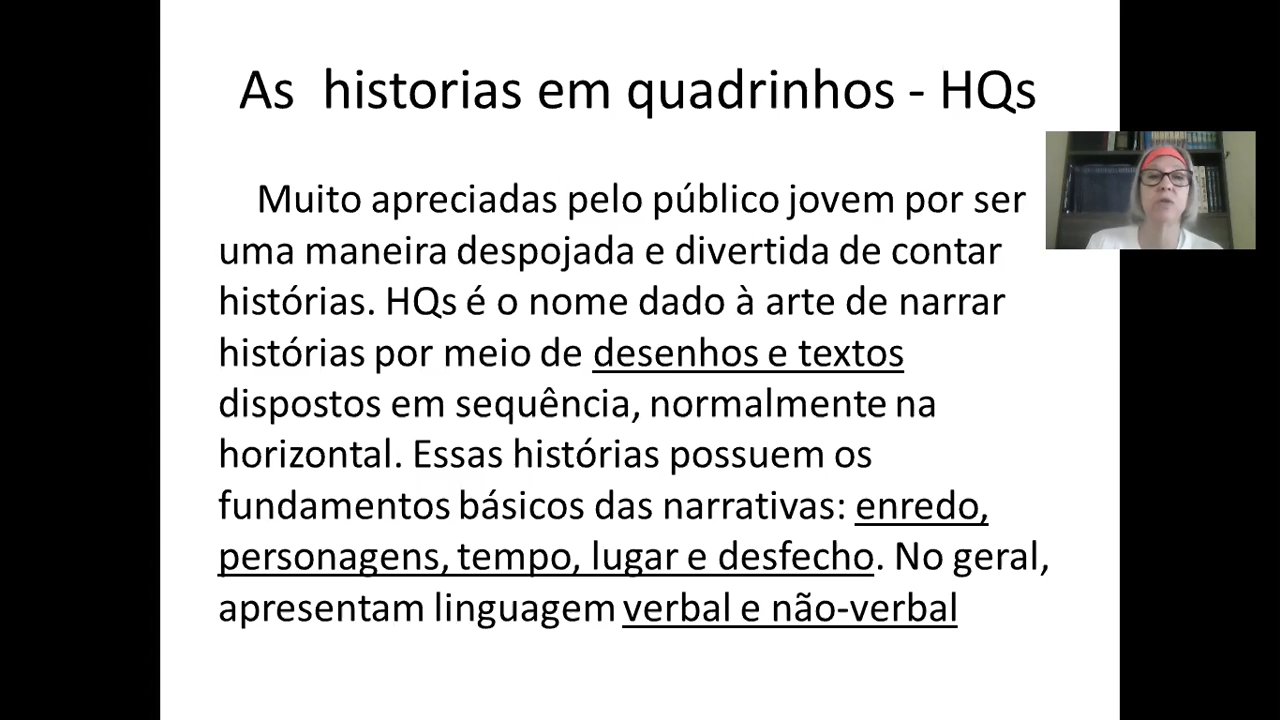 As historias em quadrinhos - HQs
Muito apreciadas pelo público jovem por ser
uma maneira despojada e divertida de contar
histórias. HQs é o nome dado à arte de narrar
histórias por meio de desenhos e textos
dispostos em sequência, normalmente na
horizontal. Essas histórias possuem os
fundamentos básicos das narrativas: enredo,
personagens, tempo, lugar e desfecho. No geral,
apresentam linguagem verbal e não-verbal